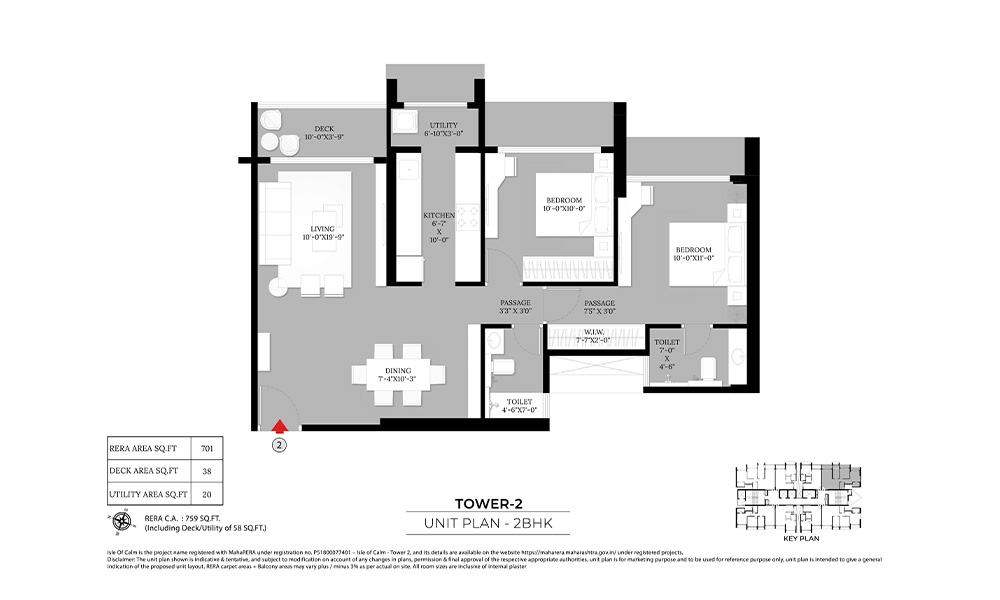 UTILITY
6'-10"X3'-0"
DECK
10'-0"X3'-9"
BEDROOM
10'-0"X10'-0"
KITCHEN
6'-7"
X
10'-0"
LIVING
10'-0"X19'-9"
BEDROOM
10'-0"X11'-0"
PASSAGE
3'3" X 3'0"
PASSAGE
7'5" X 3'0"
W.I.W.
7'-7"X2'-0"
TOILET
7'-0"
X
4'-6"
DINING
7'-4"X10'-3"
TOILET
4'-6"X7'-0"
2
RERA AREA SQ.FT 701
DECK AREA SQ.FT 38
UTILITY AREA SQ.FT 20
RERA C.A. : 759 SQ.FT.
(Including Deck/Utility of 58 SQ.FT.)
TOWER-2
UNIT PLAN - 2BHK
KEY PLAN
Isle Of Calm is the project name registered with MahaRERA under registration no. P51800077401 – Isle of Calm - Tower 2, and its details are available on the website https://maharera.maharashtra.gov.in/ under registered projects.
Disclaimer: The unit plan shown is indicative & tentative, and subject to modification on account of any changes in plans, permission & final approval of the respective appropriate authorities. unit plan is for marketing purpose and to be used for reference purpose only, unit plan is intended to give a general
indication of the proposed unit layout, RERA carpet areas + Balcony areas may vary plus / minus 3% as per actual on site. All room sizes are inclusive of internal plaster